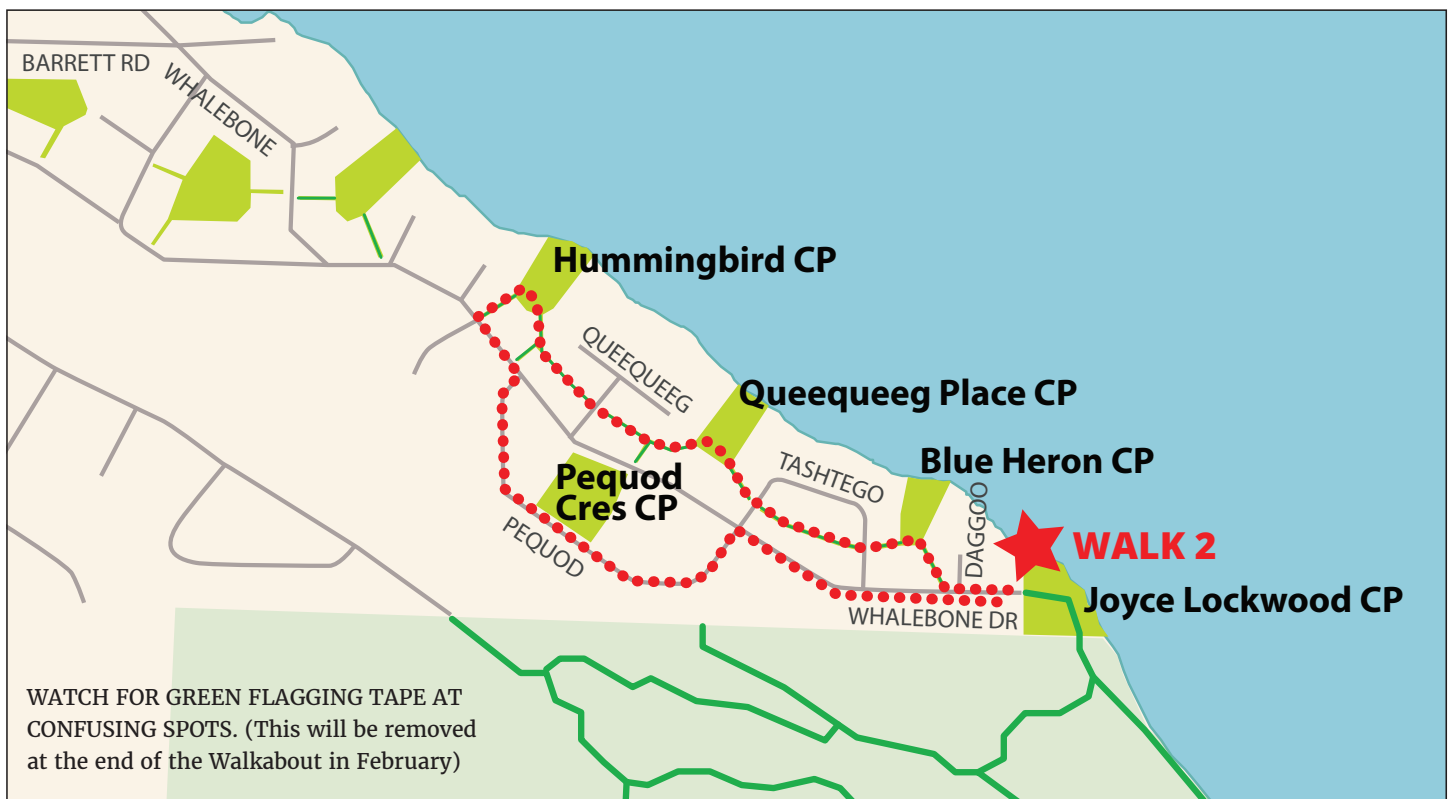 BARRETT RD
WHALEBONE
Hummingbird CP
QUEEQUEEG
Queequeeg Place CP
TASHTEGO
Blue Heron CP
Pequod
Cres CP
PEQUOD
DAGGOO
WALK 2
Joyce Lockwood CP
WHALEBONE DR
WATCH FOR GREEN FLAGGING TAPE AT
CONFUSING SPOTS. (This will be removed
at the end of the Walkabout in February)